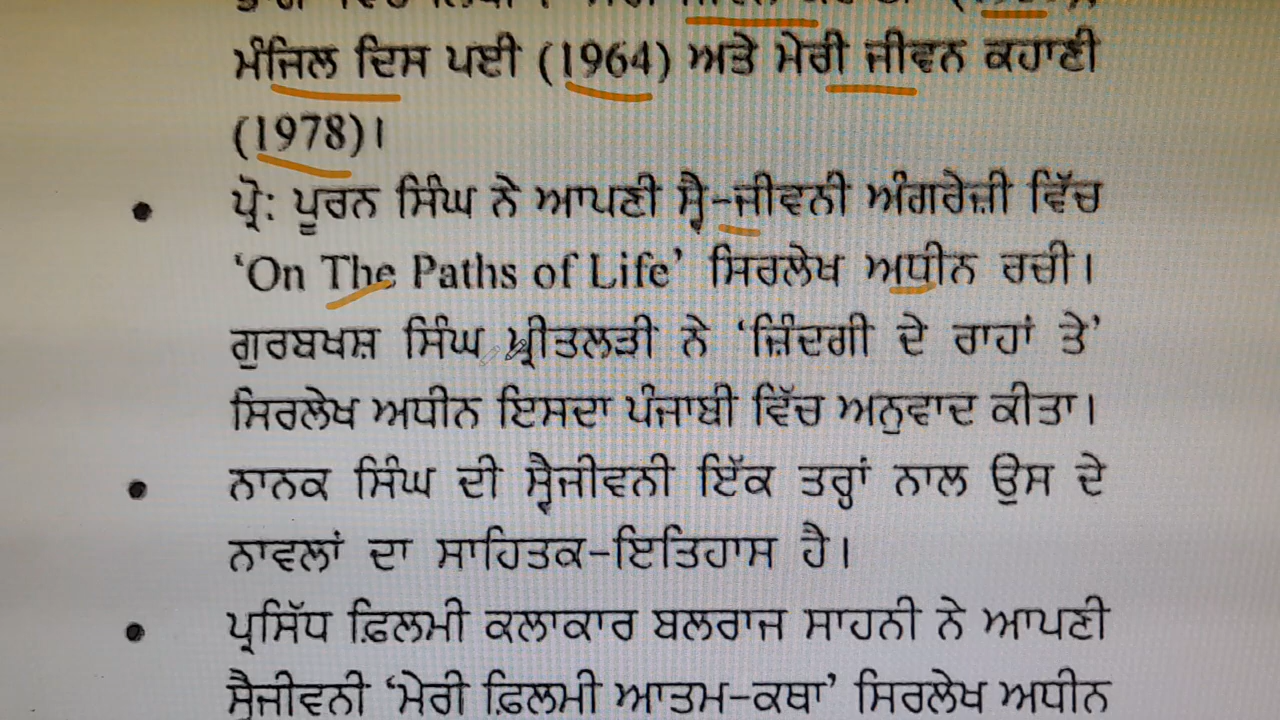 ਮੰਜਿਲ ਦਿਸ ਪਈ (1964) ਅਤੇ ਮੇਰੀ ਜੀਵਨ ਕਹਾਣੀ
(1978)।
• ਪ੍ਰੋ: ਪੂਰਨ ਸਿੰਘ ਨੇ ਆਪਣੀ ਸ੍ਵੈ-ਜੀਵਨੀ ਅੰਗਰੇਜ਼ੀ ਵਿੱਚ
‘On The Paths of Life’ ਸਿਰਲੇਖ ਅਧੀਨ ਰਚੀ।
ਗੁਰਬਖਸ਼ ਸਿੰਘ ਪ੍ਰੀਤਲੜੀ ਨੇ ‘ਜ਼ਿੰਦਗੀ ਦੇ ਰਾਹਾਂ ਤੇ’
ਸਿਰਲੇਖ ਅਧੀਨ ਇਸਦਾ ਪੰਜਾਬੀ ਵਿੱਚ ਅਨੁਵਾਦ ਕੀਤਾ।
• ਨਾਨਕ ਸਿੰਘ ਦੀ ਸ੍ਵੈਜੀਵਨੀ ਇੱਕ ਤਰ੍ਹਾਂ ਨਾਲ ਉਸ ਦੇ
ਨਾਵਲਾਂ ਦਾ ਸਾਹਿਤਕ-ਇਤਿਹਾਸ ਹੈ।
• ਪ੍ਰਸਿੱਧ ਫ਼ਿਲਮੀ ਕਲਾਕਾਰ ਬਲਰਾਜ ਸਾਹਨੀ ਨੇ ਆਪਣੀ
ਸ੍ਵੈਜੀਵਨੀ ‘ਮੇਰੀ ਫ਼ਿਲਮੀ ਆਤਮ-ਕਥਾ’ ਸਿਰਲੇਖ ਅਧੀਨ